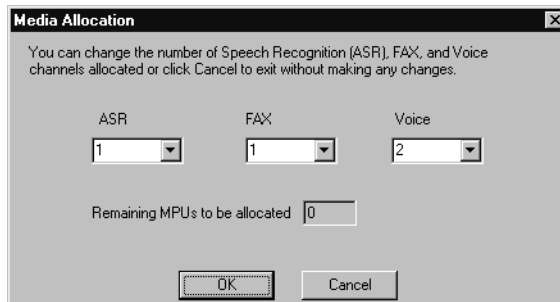 Media Allocation
You can change the number of Speech Recognition (ASR), FAX, and Voice
channels allocated or click Cancel to exit without making any changes.
ASR FAX Voice
1 1 2
Remaining MPUs to be allocated 0
OK Cancel